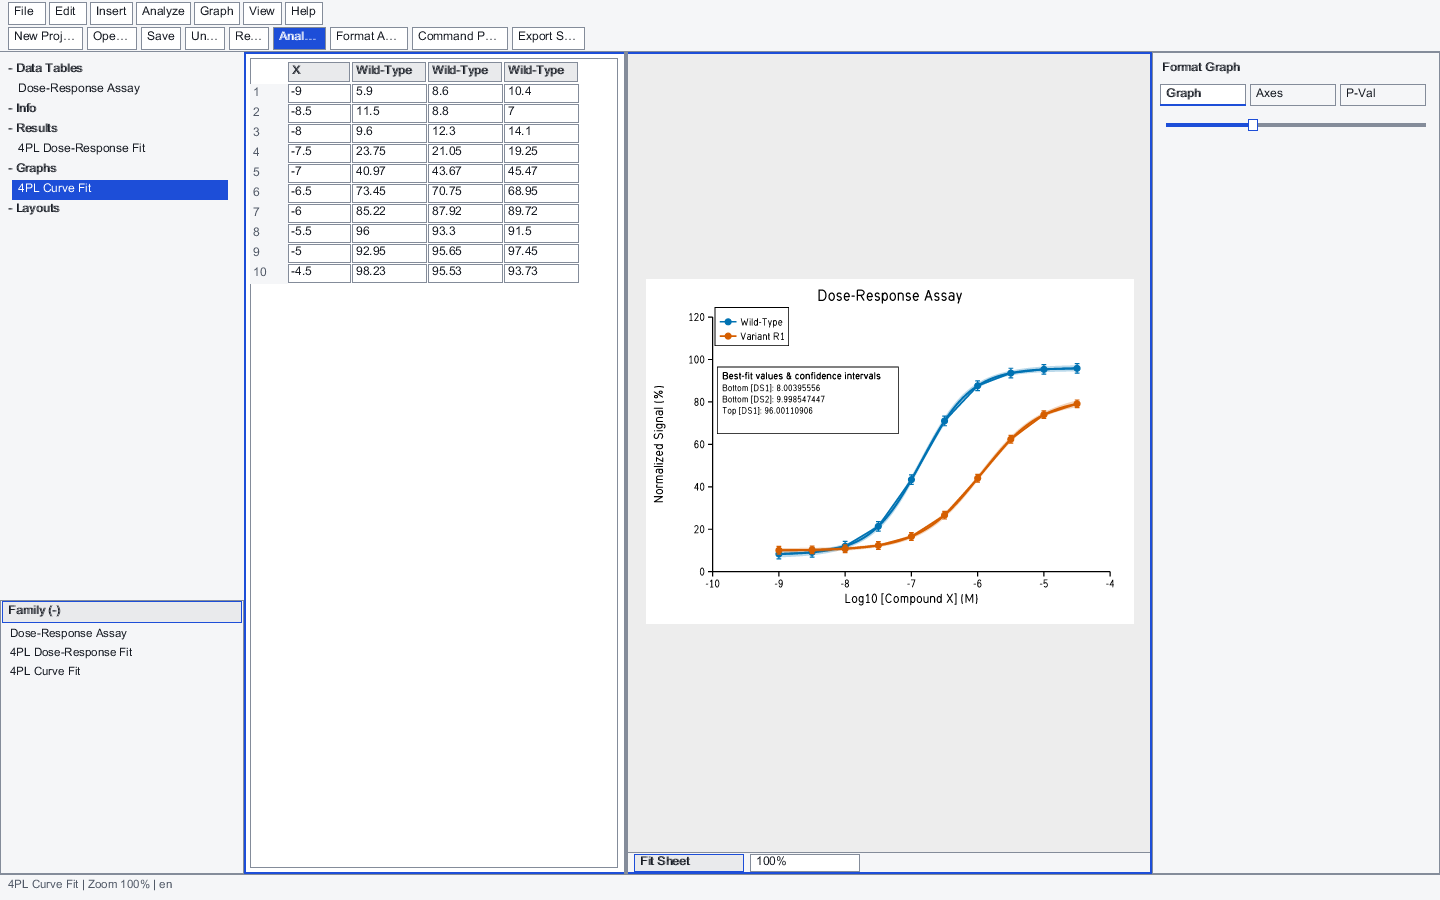 File Edit Insert Analyze Graph View Help
New Proj... Ope... Save Un... Re... Anal... Format A... Command P... Export S...
- Data Tables
Dose-Response Assay
- Info
- Results
4PL Dose-Response Fit
- Graphs
4PL Curve Fit
- Layouts
Family (-)
Dose-Response Assay
4PL Dose-Response Fit
4PL Curve Fit
X Wild-Type Wild-Type Wild-Type
1 -9 5.9 8.6 10.4
2 -8.5 11.5 8.8 7
3 -8 9.6 12.3 14.1
4 -7.5 23.75 21.05 19.25
5 -7 40.97 43.67 45.47
6 -6.5 73.45 70.75 68.95
7 -6 85.22 87.92 89.72
8 -5.5 96 93.3 91.5
9 -5 92.95 95.65 97.45
10 -4.5 98.23 95.53 93.73
Dose-Response Assay
Wild-Type
Variant R1
Best-fit values & confidence intervals
Bottom [DS1]: 8.00395556
Bottom [DS2]: 9.998547447
Top [DS1]: 96.00110906
Normalized Signal (%)
120
100
80
60
40
20
0
-10 -9 -8 -7 -6 -5 -4
Log10 [Compound X] (M)
Fit Sheet 100%
Format Graph
Graph Axes P-Val
4PL Curve Fit | Zoom 100% | en